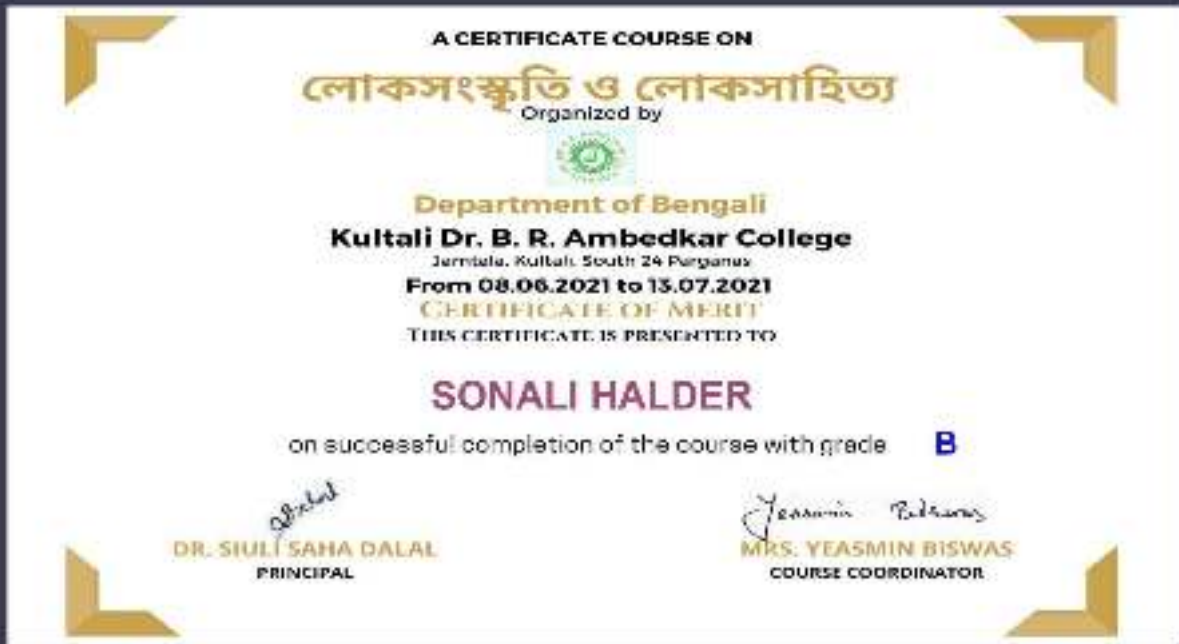 A CERTIFICATE COURSE ON
লোকসংস্কৃতি ও লোকসাহিত্য
Organized by
Department of Bengali
Kultali Dr. B. R. Ambedkar College
Jamtala, Kultali, South 24 Parganas
From 08.06.2021 to 13.07.2021
CERTIFICATE OF MERIT
THIS CERTIFICATE IS PRESENTED TO
SONALI HALDER
on successful completion of the course with grade B
Yeasmin Biswas
DR. SIULI SAHA DALAL MRS. YEASMIN BISWAS
PRINCIPAL COURSE COORDINATOR